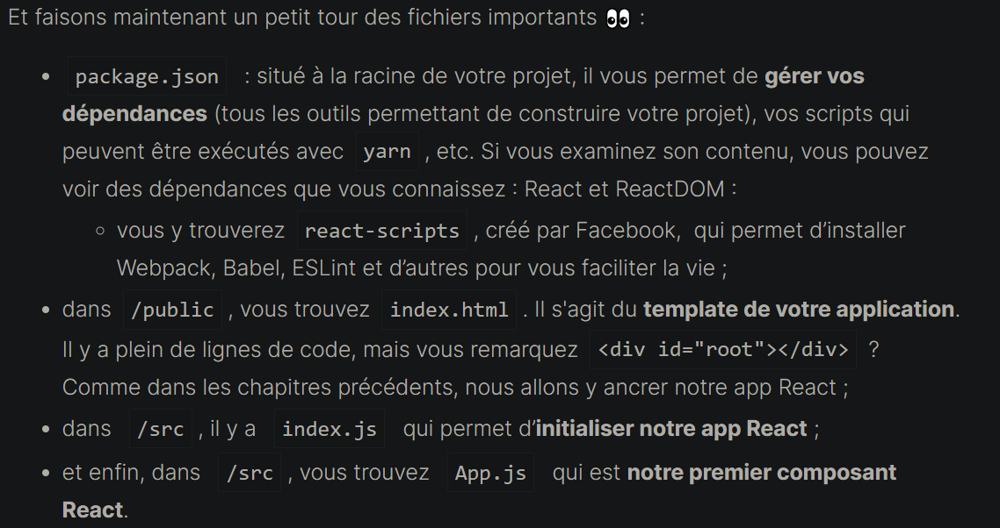 Et faisons maintenant un petit tour des fichiers importants 👀 :
• package.json : situé à la racine de votre projet, il vous permet de gérer vos
dépendances (tous les outils permettant de construire votre projet), vos scripts qui
peuvent être exécutés avec yarn , etc. Si vous examinez son contenu, vous pouvez
voir des dépendances que vous connaissez : React et ReactDOM :
◦ vous y trouverez react-scripts , créé par Facebook, qui permet d’installer
Webpack, Babel, ESLint et d’autres pour vous faciliter la vie ;
• dans /public , vous trouvez index.html . Il s'agit du template de votre application.
Il y a plein de lignes de code, mais vous remarquez <div id="root"></div> ?
Comme dans les chapitres précédents, nous allons y ancrer notre app React ;
• dans /src , il y a index.js qui permet d’initialiser notre app React ;
• et enfin, dans /src , vous trouvez App.js qui est notre premier composant
React.